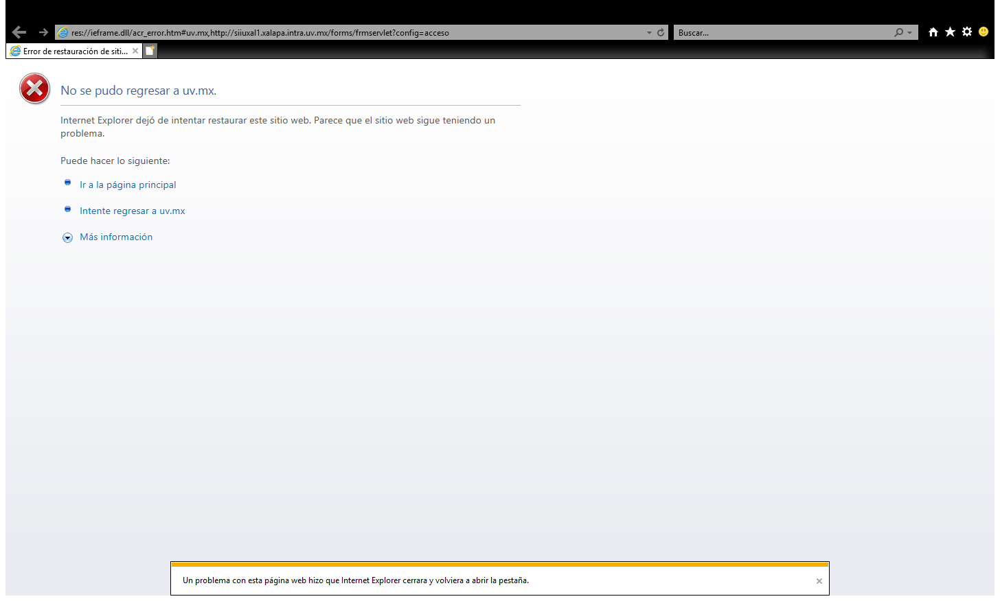 res://ieframe.dll/acr_error.htm#uv.mx,http://siiuxal1.xalapa.intra.uv.mx/forms/frmservlet?config=acceso
Buscar...
Error de restauración de siti...
No se pudo regresar a uv.mx.
Internet Explorer dejó de intentar restaurar este sitio web. Parece que el sitio web sigue teniendo un
problema.
Puede hacer lo siguiente:
Ir a la página principal
Intente regresar a uv.mx
Más información
Un problema con esta página web hizo que Internet Explorer cerrara y volviera a abrir la pestaña.